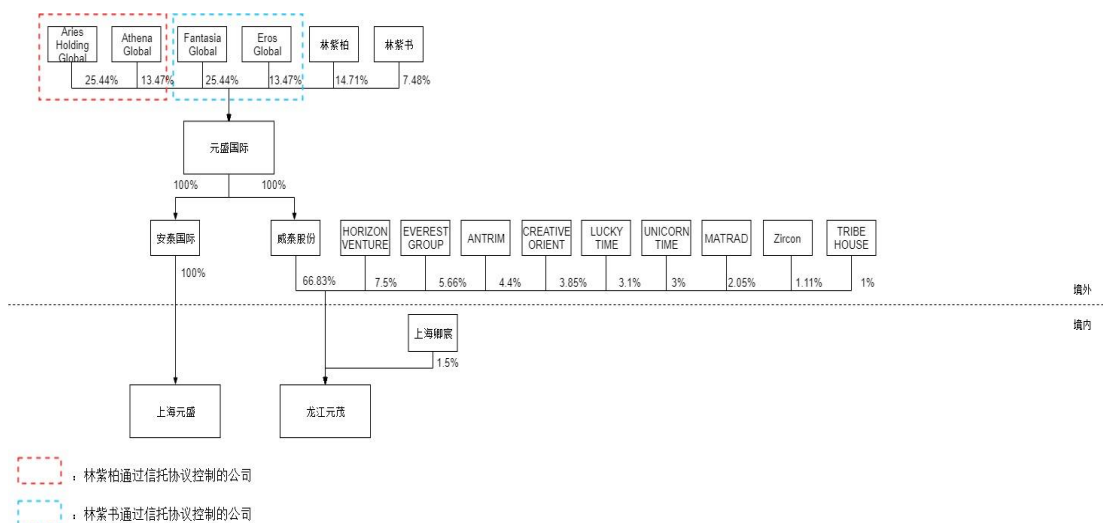 Aries
Holding
Global
Athena
Global
Fantasia
Global
Eros
Global
林紫柏
林紫书
25.44%
13.47%
25.44%
13.47%
14.71%
7.48%
元盛国际
100%
100%
安泰国际
威泰股份
HORIZON
VENTURE
EVEREST
GROUP
ANTRIM
CREATIVE
ORIENT
LUCKY
TIME
UNICORN
TIME
MATRAD
Zircon
TRIBE
HOUSE
100%
66.83%
7.5%
5.66%
4.4%
3.85%
3.1%
3%
2.05%
1.11%
1%
境外
境内
上海卿宸
1.5%
上海元盛
龙江元茂
：林紫柏通过信托协议控制的公司
：林紫书通过信托协议控制的公司